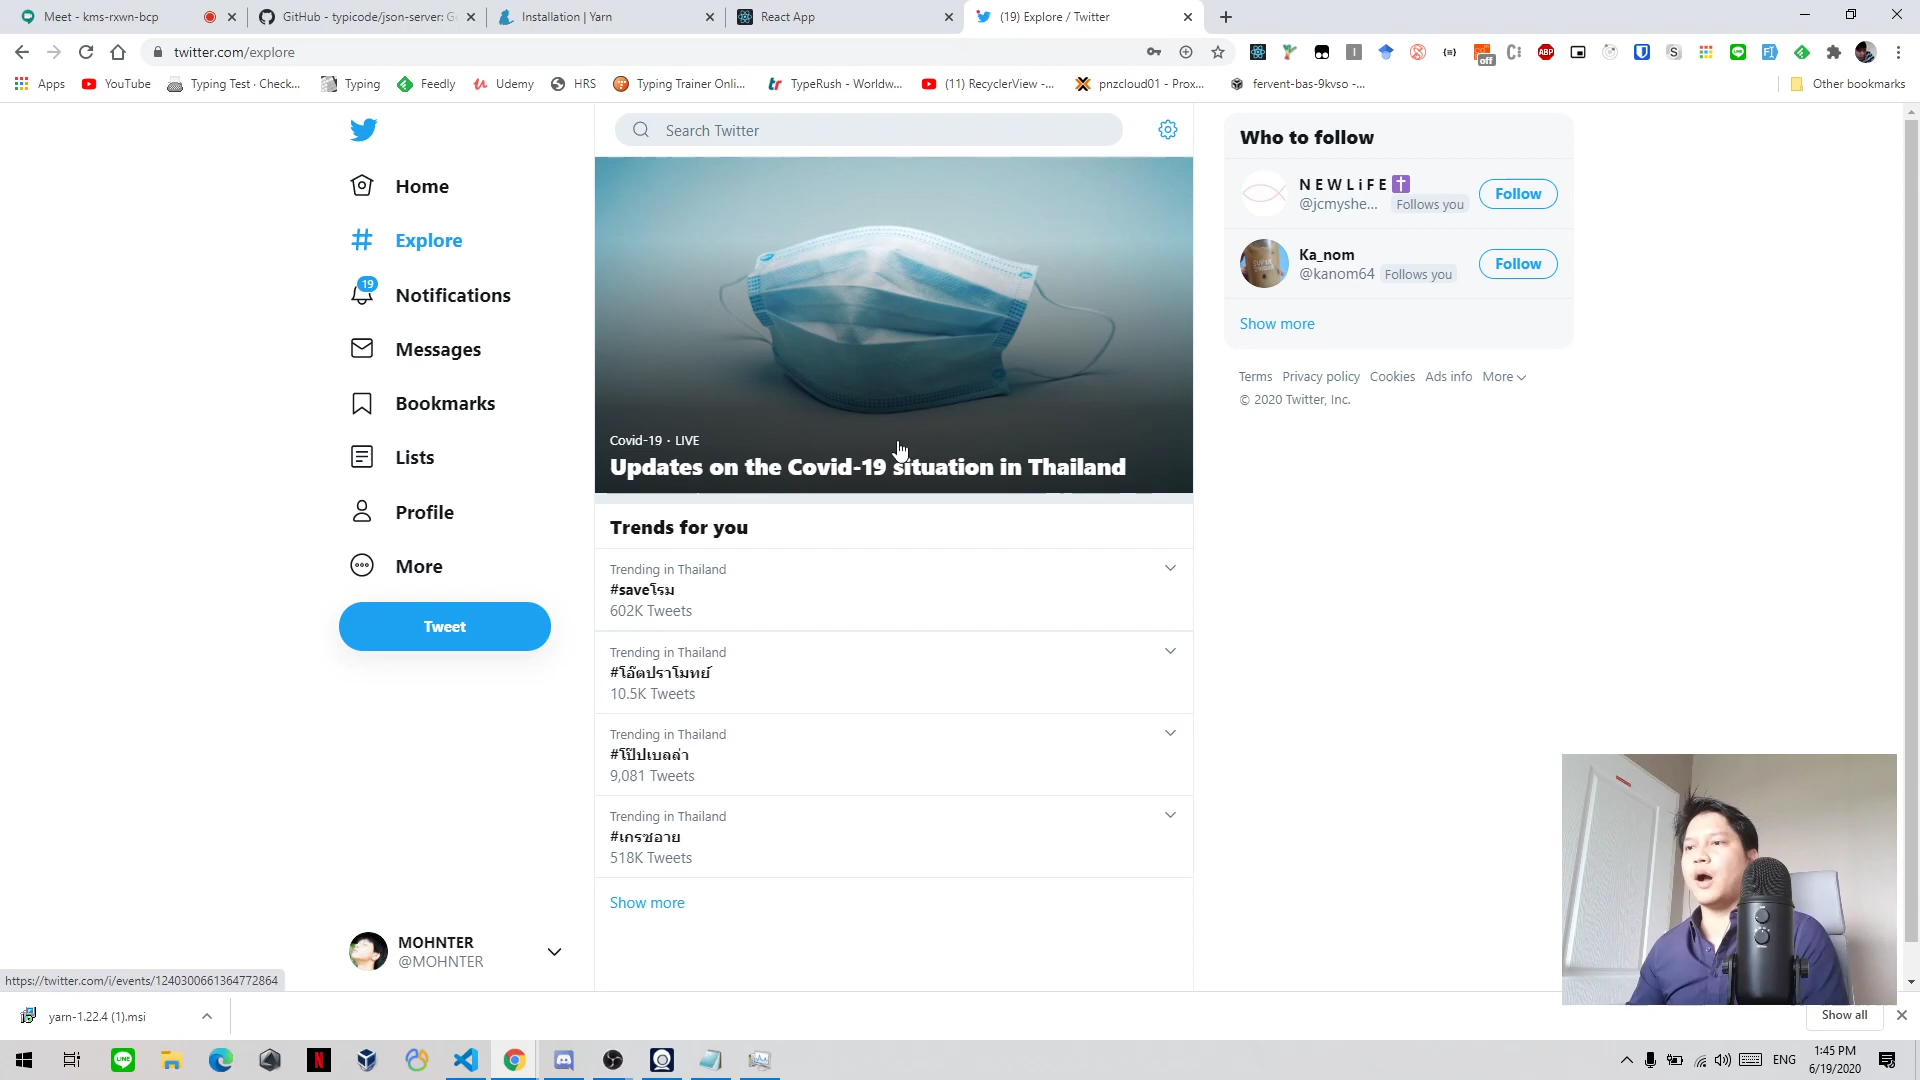 Meet - kms-rxwn-bcp
GitHub - typicode/json-server: G
Installation | Yarn
React App
(19) Explore / Twitter
twitter.com/explore
off
ABP
Apps
YouTube
Typing Test · Check...
Typing
Feedly
Udemy
HRS
Typing Trainer Onli...
TypeRush - Worldw...
(11) RecyclerView -...
pnzcloud01 - Prox...
fervent-bas-9kvso -...
Other bookmarks
Home
Explore
19
Notifications
Messages
Bookmarks
Lists
Profile
More
Tweet
MOHNTER
@MOHNTER
Search Twitter
Covid-19 · LIVE
Updates on the Covid-19 situation in Thailand
Trends for you
Trending in Thailand
#saveโรม
602K Tweets
Trending in Thailand
#โอ๊ตปราโมทย์
10.5K Tweets
Trending in Thailand
#โป๊ปเบลล่า
9,081 Tweets
Trending in Thailand
#เกรซอาย
518K Tweets
Show more
Who to follow
N E W L i F E
@jcmyshe...
Follows you
Follow
Ka_nom
@kanom64
Follows you
Follow
Show more
Terms Privacy policy Cookies Ads info More
© 2020 Twitter, Inc.
https://twitter.com/i/events/1240300661364772864
yarn-1.22.4 (1).msi
Show all
ENG
1:45 PM
6/19/2020